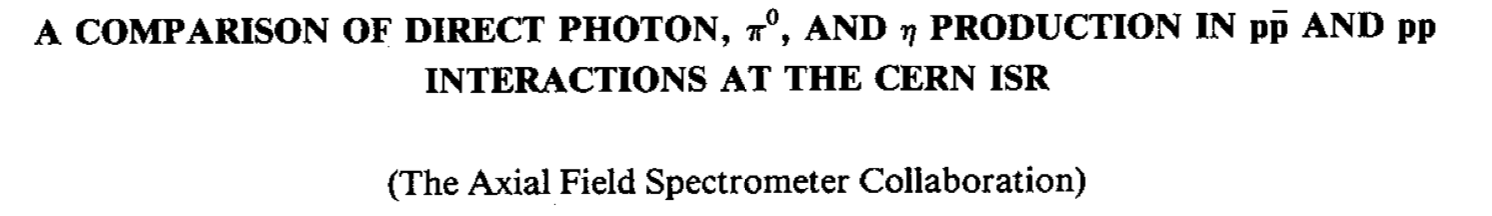 A COMPARISON OF DIRECT PHOTON, π⁰, AND η PRODUCTION IN pp̄ AND pp
INTERACTIONS AT THE CERN ISR
(The Axial Field Spectrometer Collaboration)